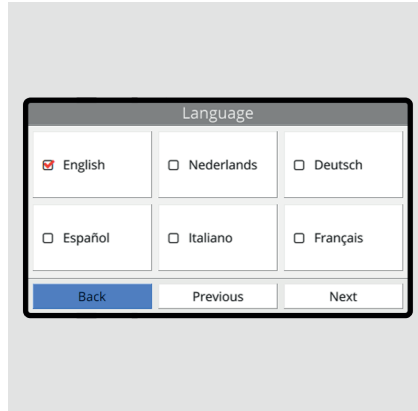 Language
English Nederlands Deutsch
Español Italiano Français
Back Previous Next